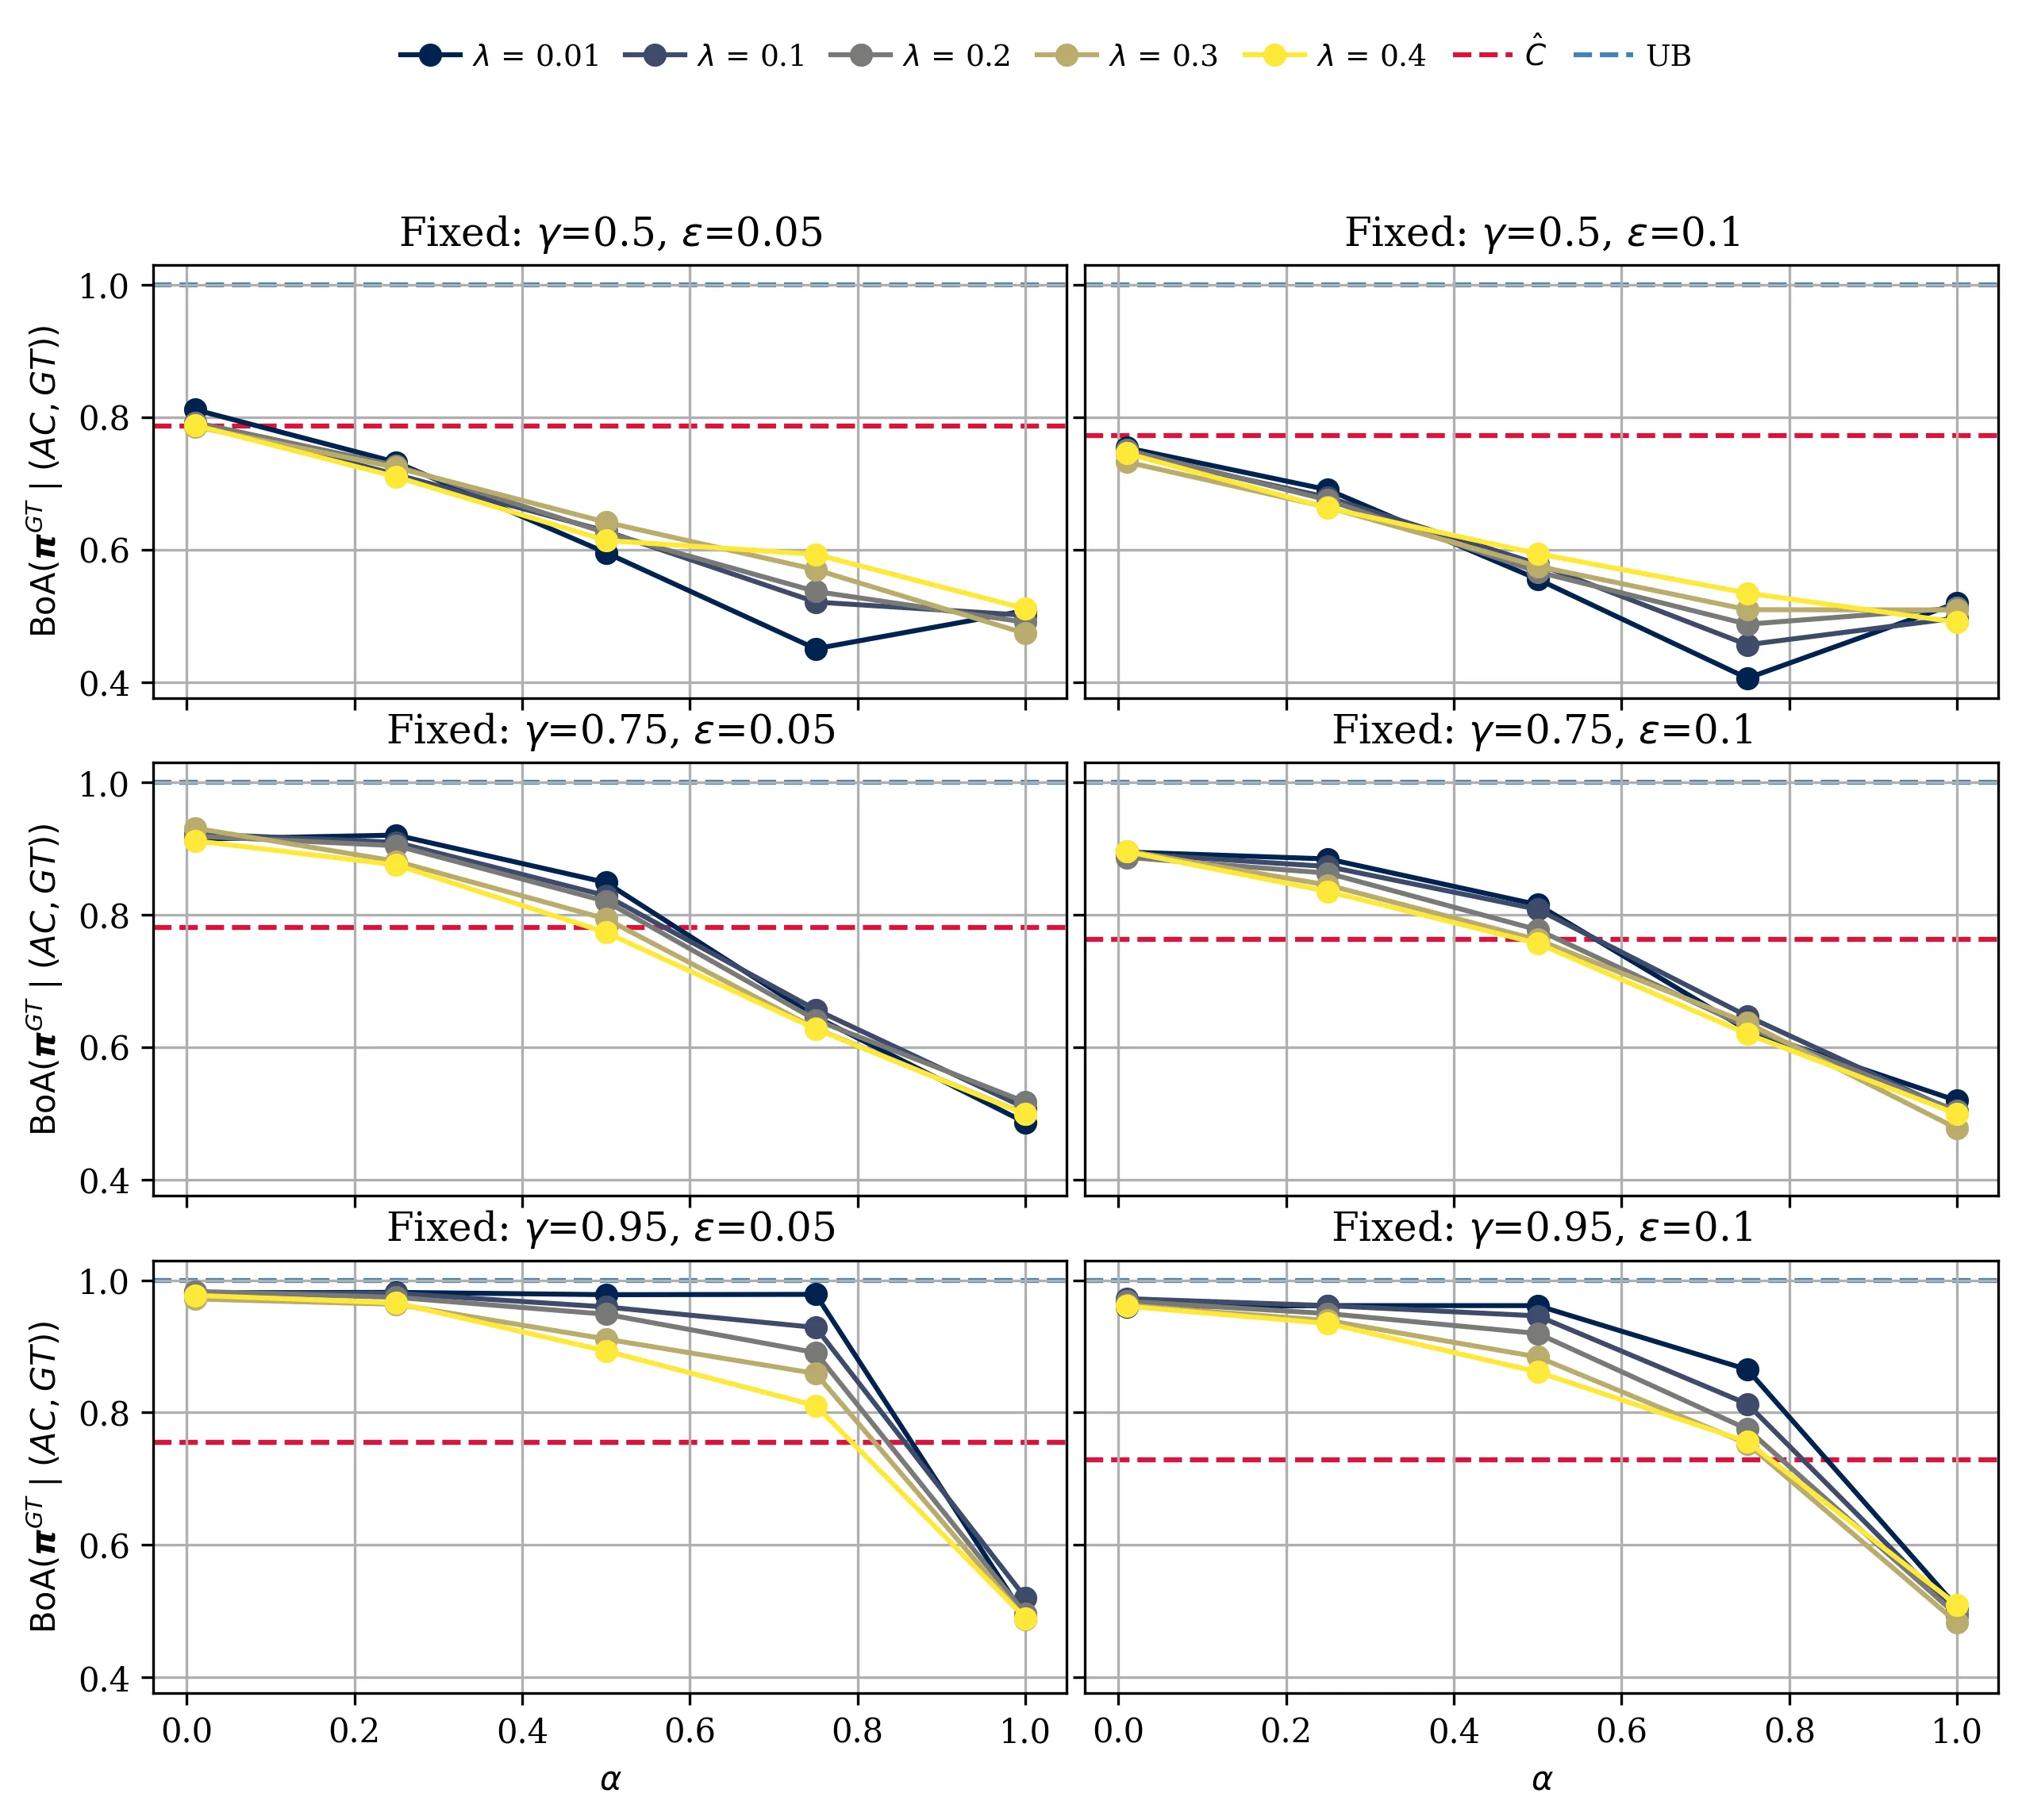 λ = 0.01 λ = 0.1 λ = 0.2 λ = 0.3 λ = 0.4 Ĉ UB
Fixed: γ=0.5, ε=0.05
Fixed: γ=0.5, ε=0.1
1.0
0.8
0.6
0.4
BoA(π^GT | (AC, GT))
Fixed: γ=0.75, ε=0.05
Fixed: γ=0.75, ε=0.1
1.0
0.8
0.6
0.4
BoA(π^GT | (AC, GT))
Fixed: γ=0.95, ε=0.05
Fixed: γ=0.95, ε=0.1
1.0
0.8
0.6
0.4
BoA(π^GT | (AC, GT))
0.0 0.2 0.4 0.6 0.8 1.0
0.0 0.2 0.4 0.6 0.8 1.0
α
α